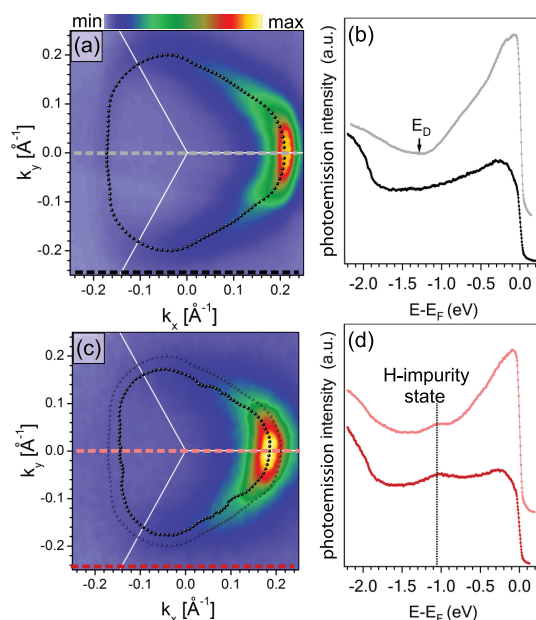 min max
(a)
k_y [Å⁻¹]
0.2
0.1
0.0
-0.1
-0.2
-0.2 -0.1 0.0 0.1 0.2
k_x [Å⁻¹]
(b)
photoemission intensity (a.u.)
E_D
-2.0 -1.5 -1.0 -0.5 0.0
E-E_F (eV)
(c)
k_y [Å⁻¹]
0.2
0.1
0.0
-0.1
-0.2
-0.2 -0.1 0.0 0.1 0.2
k_x [Å⁻¹]
(d)
photoemission intensity (a.u.)
H-impurity
state
-2.0 -1.5 -1.0 -0.5 0.0
E-E_F (eV)